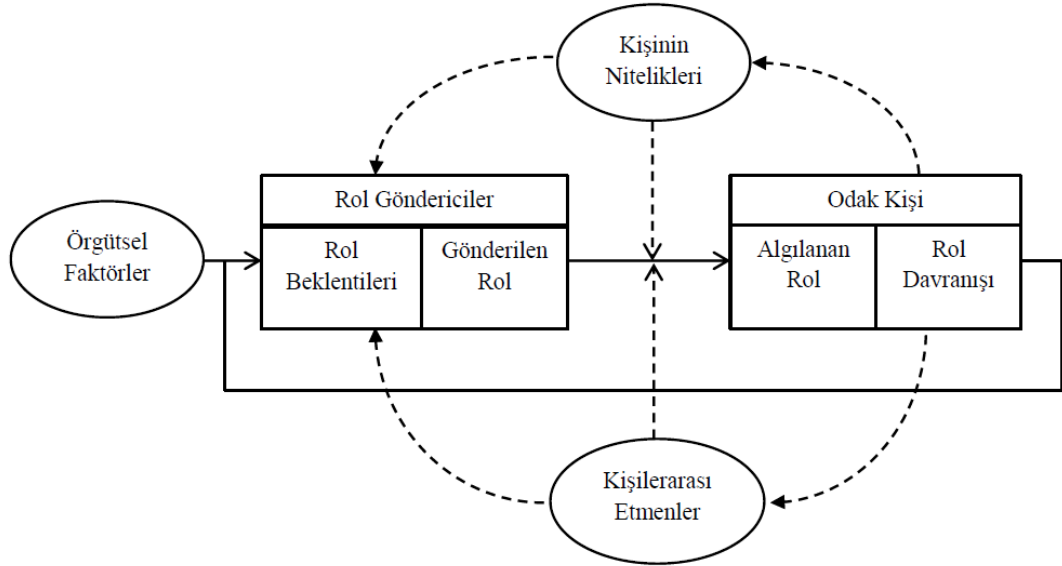 Kişinin
Nitelikleri
Rol Göndericiler
Odak Kişi
Örgütsel
Faktörler
Rol
Beklentileri
Gönderilen
Rol
Algılanan
Rol
Rol
Davranışı
Kişilerarası
Etmenler